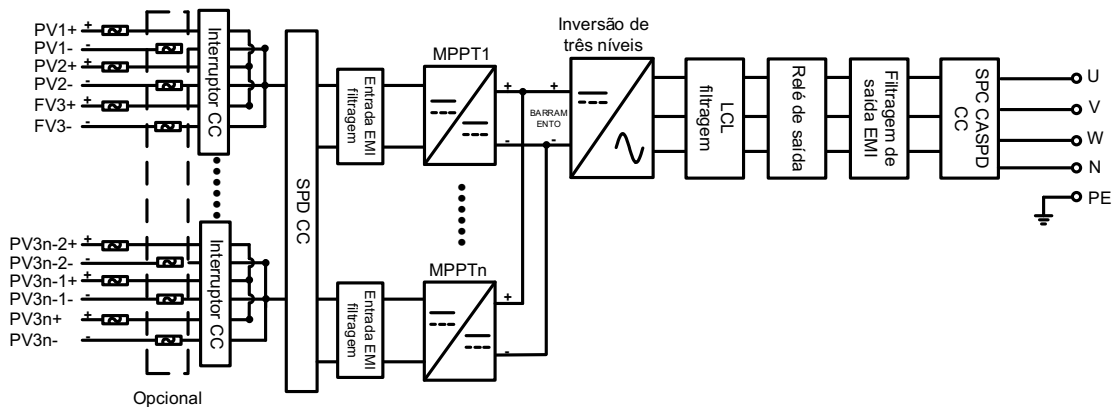 PV1+
PV1-
PV2+
PV2-
FV3+
FV3-
+
-
+
-
+
-
Interruptor CC
PV3n-2+
PV3n-2-
PV3n-1+
PV3n-1-
PV3n+
PV3n-
+
-
+
-
+
-
Interruptor CC
Opcional
SPD CC
Entrada EMI
filtragem
MPPT1
+
-
Entrada EMI
filtragem
MPPTn
+
-
BARRAM
ENTO
+
-
Inversão de
três níveis
LCL
filtragem
Relé de saída
Filtragem de
saída EMI
SPC CASPD
CC
U
V
W
N
PE